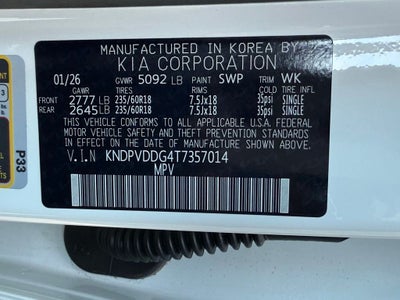 MANUFACTURED IN KOREA BY
KIA CORPORATION
01/26 GVWR 5092 LB PAINT SWP TRIM WK
GAWR TIRES RIMS COLD TIRE INFL
FRONT 2777 LB 235/60R18 7.5Jx18 35psi SINGLE
REAR 2645 LB 235/60R18 7.5Jx18 35psi SINGLE
THIS VEHICLE CONFORMS TO ALL APPLICABLE U.S.A. FEDERAL
MOTOR VEHICLE SAFETY AND THEFT PREVENTION STANDARDS
IN EFFECT ON THE DATE OF MANUFACTURE SHOWN ABOVE.
V.I.N KNDPVDDG4T7357014
MPV
P33
3